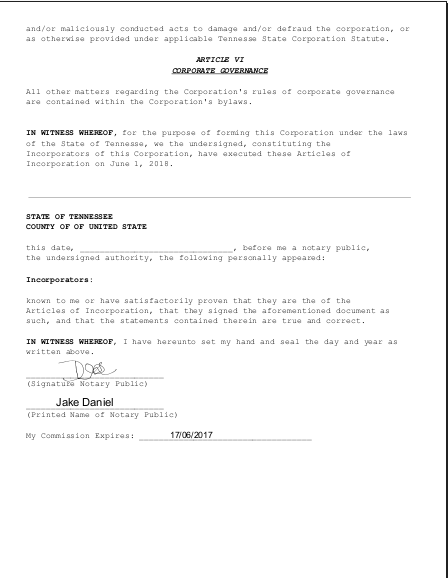 and/or maliciously conducted acts to damage and/or defraud the corporation, or
as otherwise provided under applicable Tennessee State Corporation Statute.
ARTICLE VI
CORPORATE GOVERNANCE
All other matters regarding the Corporation's rules of corporate governance
are contained within the Corporation's bylaws.
IN WITNESS WHEREOF, for the purpose of forming this Corporation under the laws
of the State of Tennessee, we the undersigned, constituting the
Incorporators of this Corporation, have executed these Articles of
Incorporation on June 1, 2018.
STATE OF TENNESSEE
COUNTY OF OF UNITED STATE
this date, ________________________________, before me a notary public,
the undersigned authority, the following personally appeared:
Incorporators:
known to me or have satisfactorily proven that they are the of the
Articles of Incorporation, that they signed the aforementioned document as
such, and that the statements contained therein are true and correct.
IN WITNESS WHEREOF, I have hereunto set my hand and seal the day and year as
written above.
(Signature Notary Public)
Jake Daniel
(Printed Name of Notary Public)
My Commission Expires: 17/06/2017